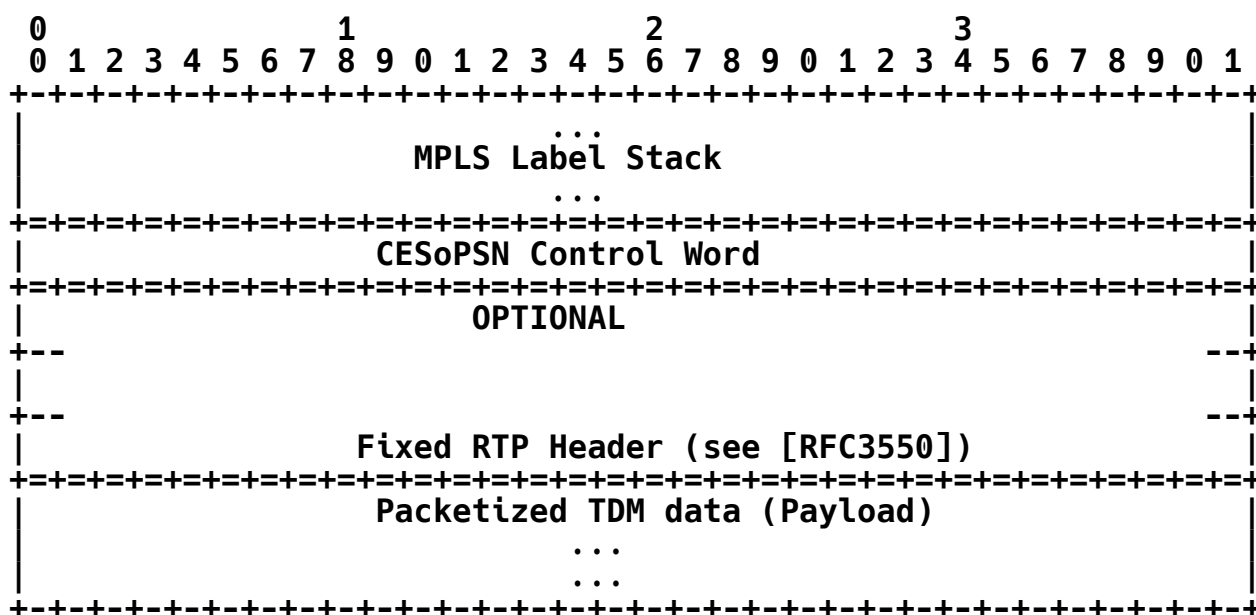 0                   1                   2                   3
0 1 2 3 4 5 6 7 8 9 0 1 2 3 4 5 6 7 8 9 0 1 2 3 4 5 6 7 8 9 0 1
+-+-+-+-+-+-+-+-+-+-+-+-+-+-+-+-+-+-+-+-+-+-+-+-+-+-+-+-+-+-+-+-+
| ... |
| MPLS Label Stack |
| ... |
+=+=+=+=+=+=+=+=+=+=+=+=+=+=+=+=+=+=+=+=+=+=+=+=+=+=+=+=+=+=+=+=+
| CESoPSN Control Word |
+=+=+=+=+=+=+=+=+=+=+=+=+=+=+=+=+=+=+=+=+=+=+=+=+=+=+=+=+=+=+=+=+
| OPTIONAL |
+-- --+
| |
+-- --+
| Fixed RTP Header (see [RFC3550]) |
+=+=+=+=+=+=+=+=+=+=+=+=+=+=+=+=+=+=+=+=+=+=+=+=+=+=+=+=+=+=+=+=+
| Packetized TDM data (Payload) |
| ... |
| ... |
+-+-+-+-+-+-+-+-+-+-+-+-+-+-+-+-+-+-+-+-+-+-+-+-+-+-+-+-+-+-+-+-+